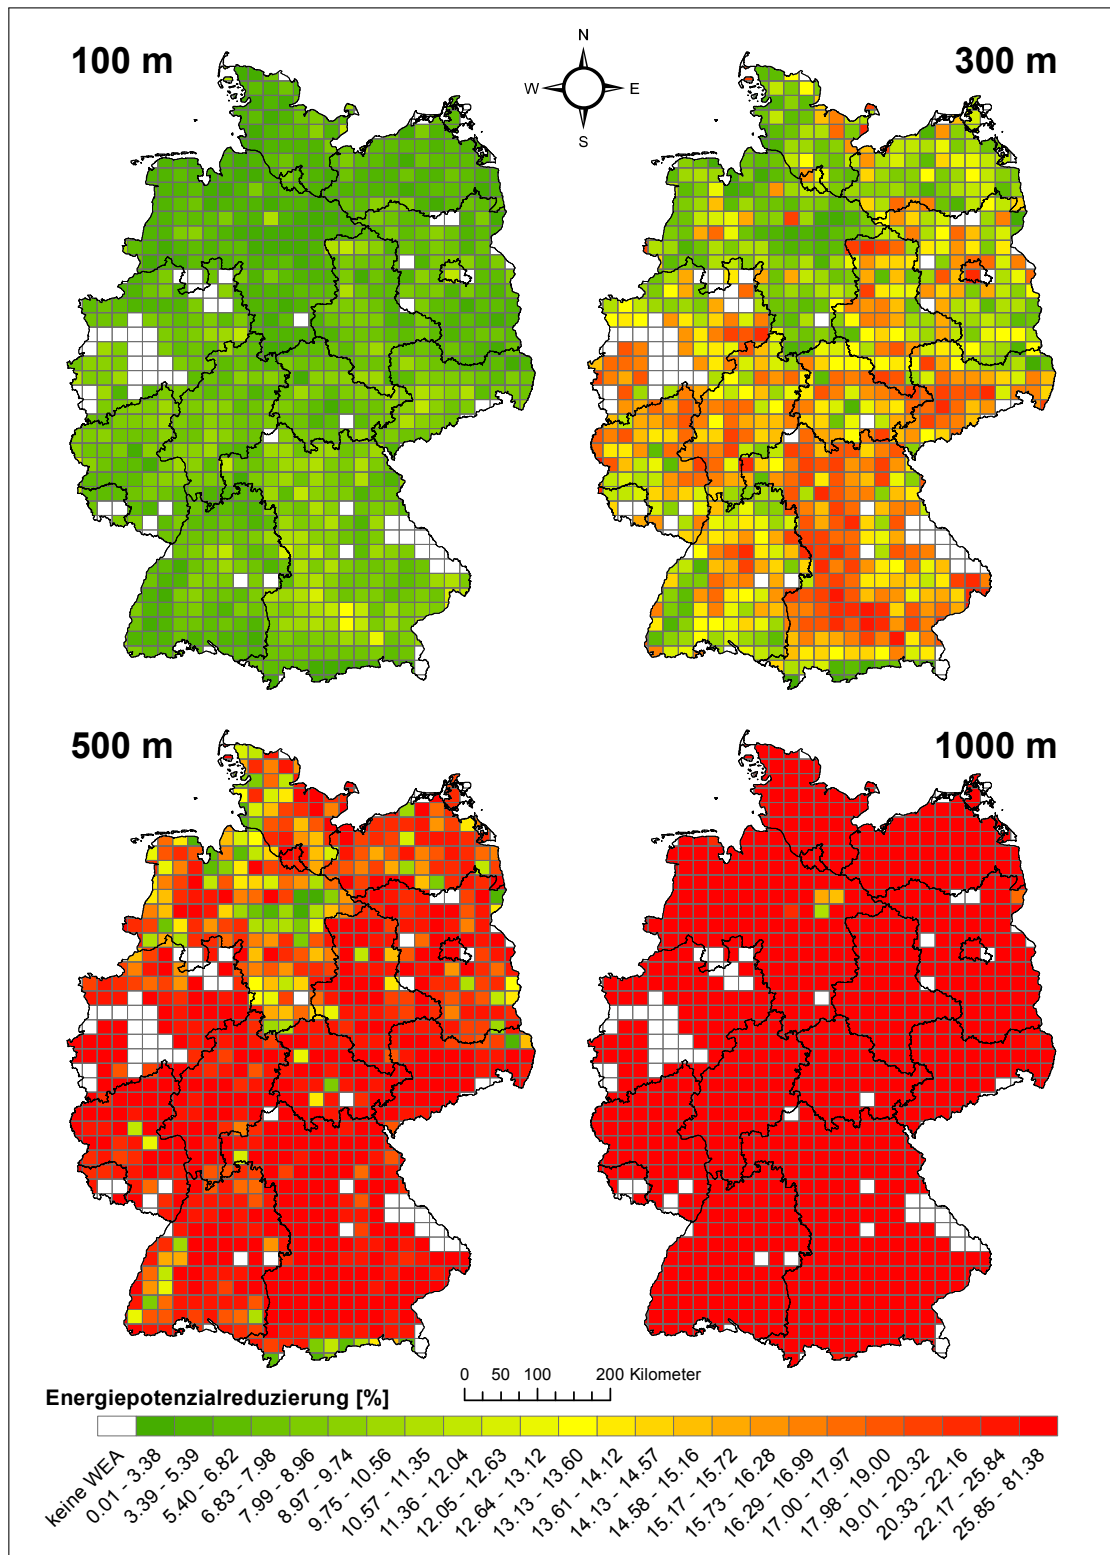 100 m
N
W
E
S
300 m
500 m
1000 m
0 50 100 200 Kilometer
Energiepotenzialreduzierung [%]
keine WEA
0.01 - 3.38
3.39 - 5.39
5.40 - 6.82
6.83 - 7.98
7.99 - 8.96
8.97 - 9.74
9.75 - 10.56
10.57 - 11.35
11.36 - 12.04
12.05 - 12.63
12.64 - 13.12
13.13 - 13.60
13.61 - 14.12
14.13 - 14.57
14.58 - 15.16
15.17 - 15.72
15.73 - 16.28
16.29 - 16.99
17.00 - 17.97
17.98 - 19.00
19.01 - 20.32
20.33 - 22.16
22.17 - 25.84
25.85 - 81.38